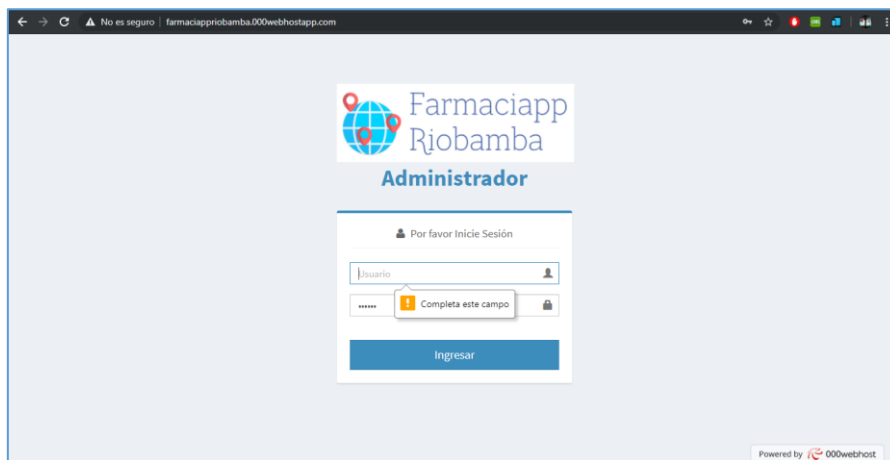 No es seguro | farmaciappriobamba.000webhostapp.com
Farmaciapp
Riobamba
Administrador
Por favor Inicie Sesión
Usuario
Completa este campo
Ingresar
Powered by 000webhost